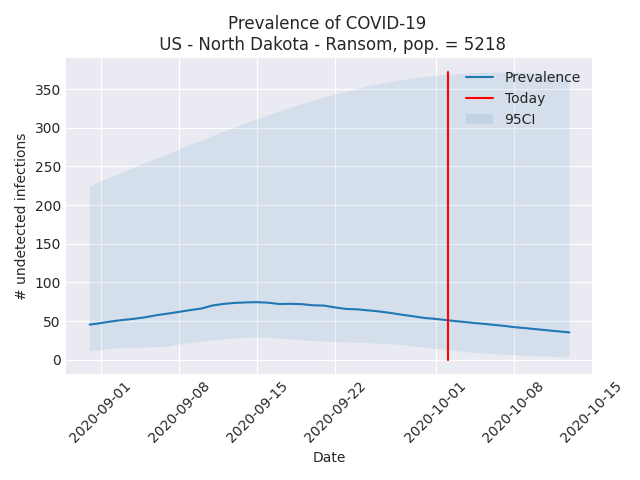 Prevalence of COVID-19
US - North Dakota - Ransom, pop. = 5218
Prevalence
Today
95CI
350
300
250
200
150
100
50
0
# undetected infections
2020-09-01
2020-09-08
2020-09-15
2020-09-22
2020-10-01
2020-10-08
2020-10-15
Date